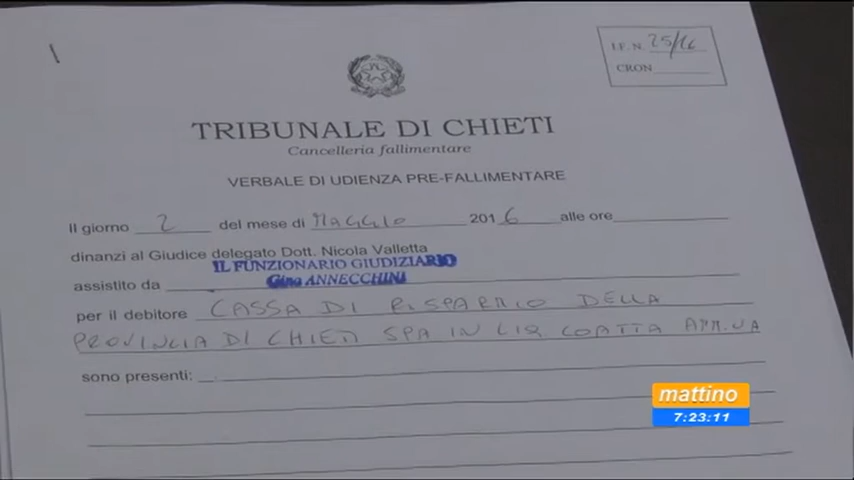 I.F. N. 25/16
CRON
TRIBUNALE DI CHIETI
Cancelleria fallimentare
VERBALE DI UDIENZA PRE-FALLIMENTARE
Il giorno 2 del mese di MAGGIO 2016 alle ore
dinanzi al Giudice delegato Dott. Nicola Valletta
IL FUNZIONARIO GIUDIZIARIO
assistito da Gino ANNECCHINI
per il debitore CASSA DI RISPARMIO DELLA
PROVINCIA DI CHIETI SPA IN LIQ. COATTA AMM.VA
sono presenti:
mattino
7:23:11